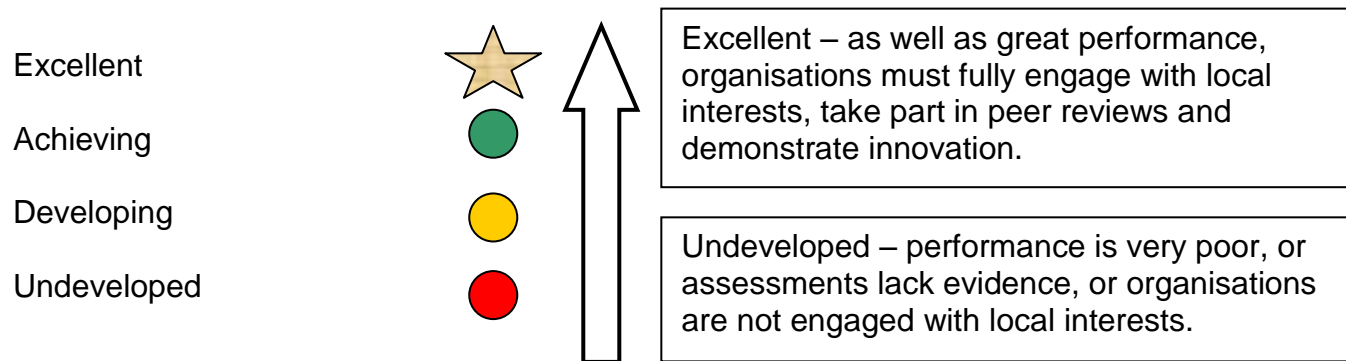 Excellent
Achieving
Developing
Undeveloped
Excellent – as well as great performance,
organisations must fully engage with local
interests, take part in peer reviews and
demonstrate innovation.
Undeveloped – performance is very poor, or
assessments lack evidence, or organisations
are not engaged with local interests.